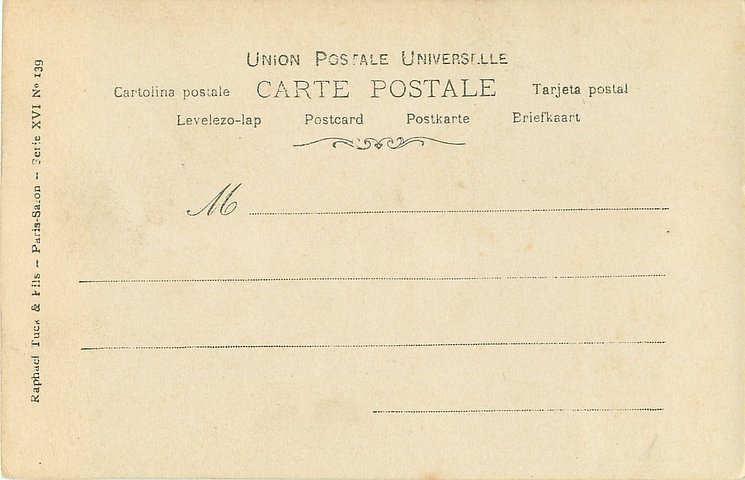 UNION POSTALE UNIVERSELLE
Cartolina postale CARTE POSTALE Tarjeta postal
Levelezo-lap Postcard Postkarte Briefkaart
M
Raphael Tuck & Fils – Paris-Salon – Serie XVI Nº 139